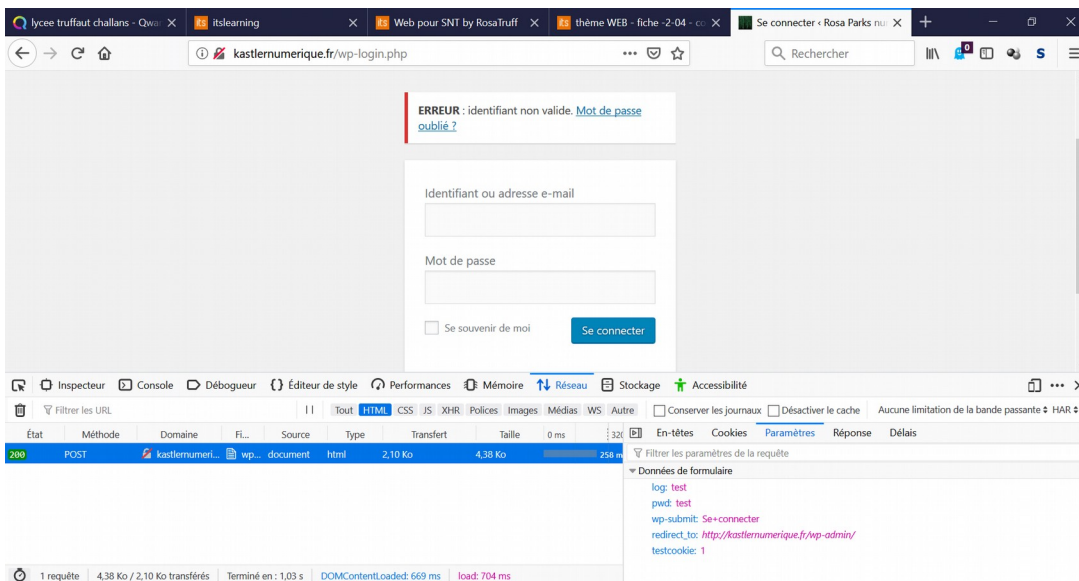 lycee truffaut challans - Qwa
itslearning
Web pour SNT by RosaTruff
thème WEB - fiche -2-04 - co
Se connecter ‹ Rosa Parks nu
kastlernumerique.fr/wp-login.php
Rechercher
0
S
ERREUR : identifiant non valide. Mot de passe
oublié ?
Identifiant ou adresse e-mail
Mot de passe
Se souvenir de moi
Se connecter
Inspecteur Console Débogueur {} Éditeur de style Performances Mémoire Réseau Stockage Accessibilité
Filtrer les URL
Tout HTML CSS JS XHR Polices Images Médias WS Autre
Conserver les journaux Désactiver le cache Aucune limitation de la bande passante HAR
État Méthode Domaine Fi... Source Type Transfert Taille 0 ms 320
En-têtes Cookies Paramètres Réponse Délais
200 POST kastlernumeri... wp... document html 2,10 Ko 4,38 Ko 258 m
Filtrer les paramètres de la requête
Données de formulaire
log: test
pwd: test
wp-submit: Se+connecter
redirect_to: http://kastlernumerique.fr/wp-admin/
testcookie: 1
1 requête 4,38 Ko / 2,10 Ko transférés Terminé en : 1,03 s DOMContentLoaded: 669 ms load: 704 ms